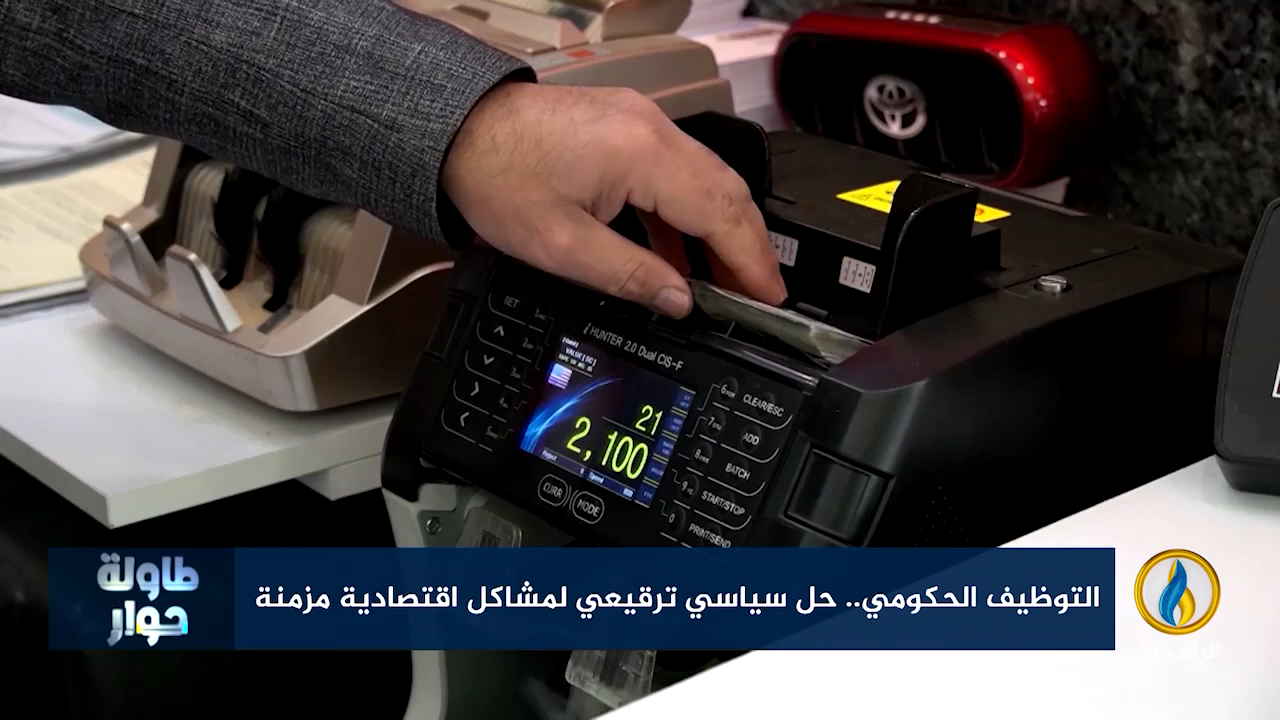 SET
i HUNTER 2.0 Dual CIS-F
21
2,100
CURR
MODE
CLEAR/ESC
ADD
BATCH
START/STOP
PRINT/SEND
التوظيف الحكومي.. حل سياسي ترقيعي لمشاكل اقتصادية مزمنة
طاولة
حوار